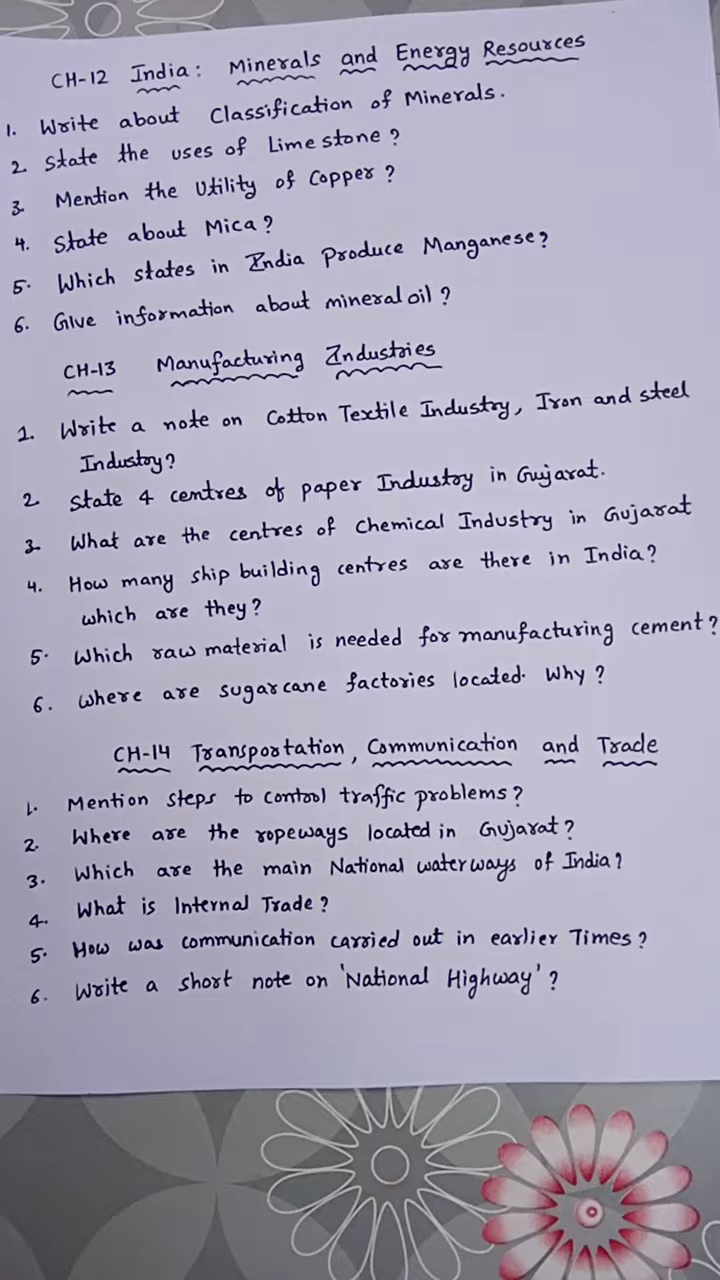 CH-12 India: Minerals and Energy Resources
1. Write about Classification of Minerals.
2. State the uses of Lime stone?
3. Mention the Utility of Copper?
4. State about Mica?
5. Which states in India Produce Manganese?
6. Give information about mineral oil?
CH-13 Manufacturing Industries
1. Write a note on Cotton Textile Industry, Iron and steel
Industry?
2. State 4 centres of paper Industry in Gujarat.
3. What are the centres of Chemical Industry in Gujarat
4. How many ship building centres are there in India?
which are they?
5. Which raw material is needed for manufacturing cement?
6. Where are sugarcane factories located. Why?
CH-14 Transportation, Communication and Trade
1. Mention steps to control traffic problems?
2. Where are the ropeways located in Gujarat?
3. Which are the main National waterways of India?
4. What is Internal Trade?
5. How was communication carried out in earlier Times?
6. Write a short note on 'National Highway'?